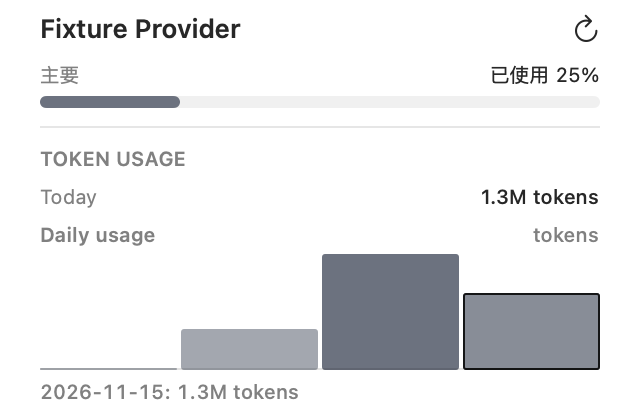 Fixture Provider
主要 已使用 25%
TOKEN USAGE
Today 1.3M tokens
Daily usage tokens
2026-11-15: 1.3M tokens